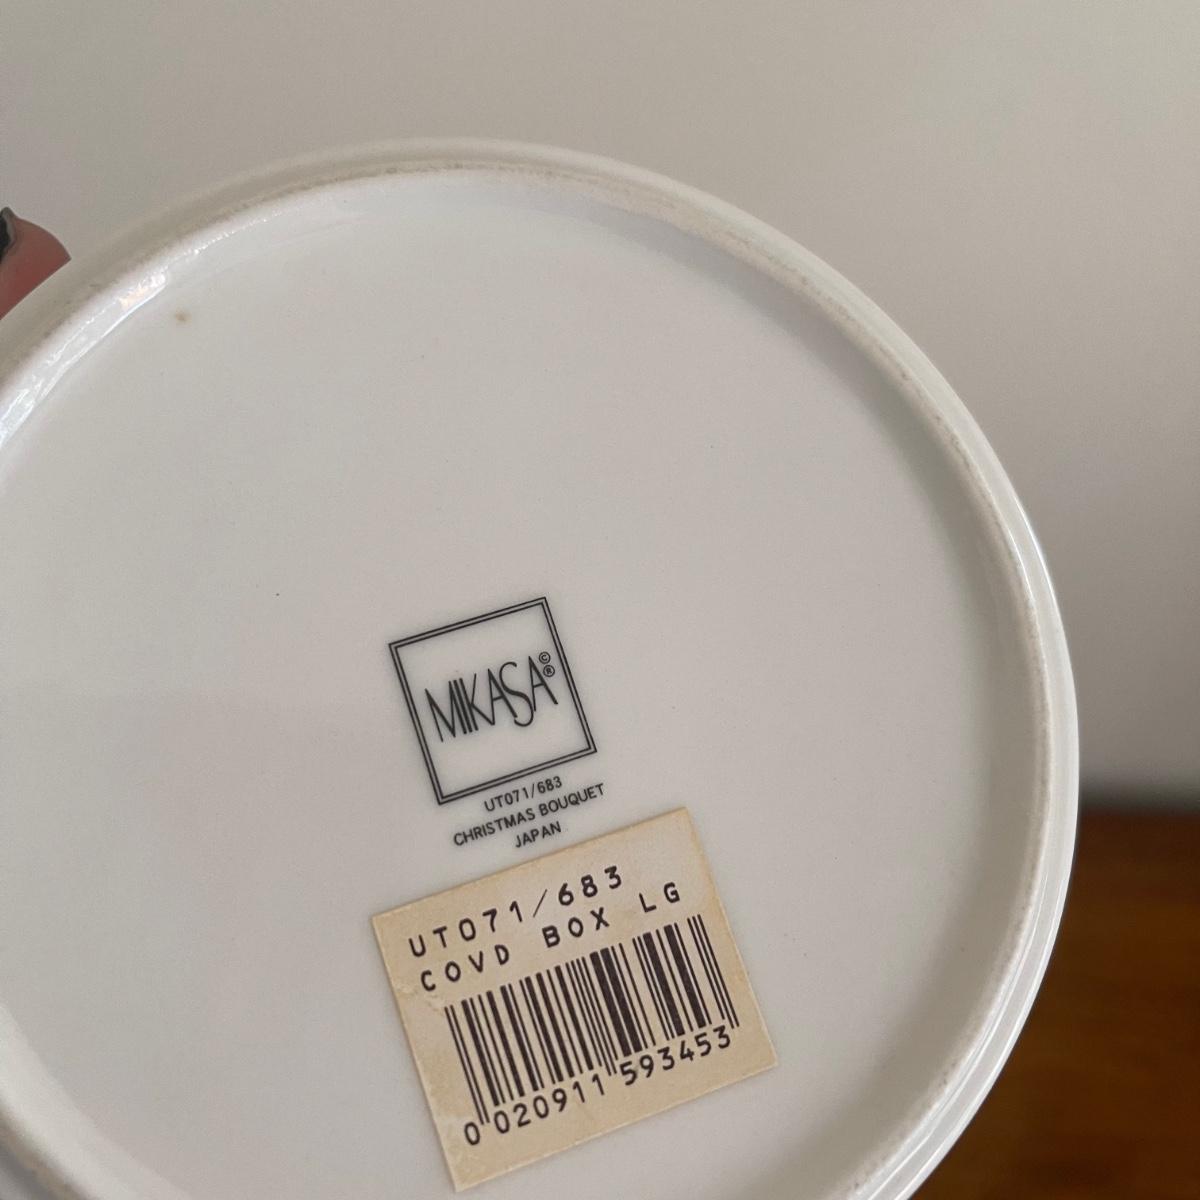 MIKASA©®
UT071/683
CHRISTMAS BOUQUET
JAPAN
UT071/683
COVD BOX LG
0 020911 593453